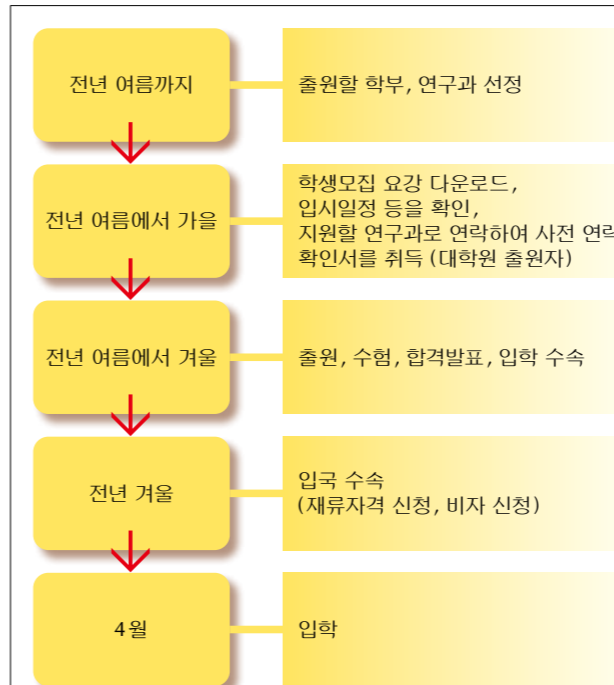 전년 여름까지
출원할 학부, 연구과 선정
전년 여름에서 가을
학생모집 요강 다운로드,
입시일정 등을 확인,
지원할 연구과로 연락하여 사전 연락
확인서를 취득 (대학원 출원자)
전년 여름에서 겨울
출원, 수험, 합격발표, 입학 수속
전년 겨울
입국 수속
(재류자격 신청, 비자 신청)
4월
입학